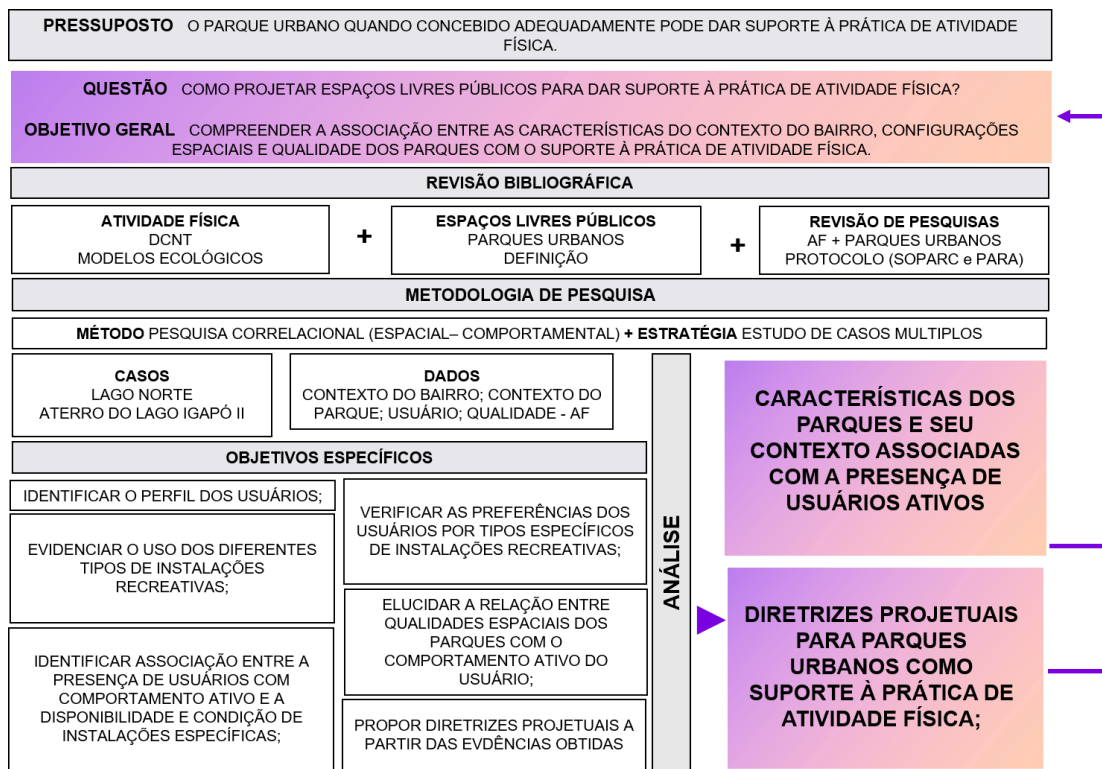 PRESSUPOSTO O PARQUE URBANO QUANDO CONCEBIDO ADEQUADAMENTE PODE DAR SUPORTE À PRÁTICA DE ATIVIDADE
FÍSICA.
QUESTÃO COMO PROJETAR ESPAÇOS LIVRES PÚBLICOS PARA DAR SUPORTE À PRÁTICA DE ATIVIDADE FÍSICA?
OBJETIVO GERAL COMPREENDER A ASSOCIAÇÃO ENTRE AS CARACTERÍSTICAS DO CONTEXTO DO BAIRRO, CONFIGURAÇÕES
ESPACIAIS E QUALIDADE DOS PARQUES COM O SUPORTE À PRÁTICA DE ATIVIDADE FÍSICA.
REVISÃO BIBLIOGRÁFICA
ATIVIDADE FÍSICA
DCNT
MODELOS ECOLÓGICOS
+
ESPAÇOS LIVRES PÚBLICOS
PARQUES URBANOS
DEFINIÇÃO
+
REVISÃO DE PESQUISAS
AF + PARQUES URBANOS
PROTOCOLO (SOPARC e PARA)
METODOLOGIA DE PESQUISA
MÉTODO PESQUISA CORRELACIONAL (ESPACIAL– COMPORTAMENTAL) + ESTRATÉGIA ESTUDO DE CASOS MULTIPLOS
CASOS
LAGO NORTE
ATERRO DO LAGO IGAPÓ II
DADOS
CONTEXTO DO BAIRRO; CONTEXTO DO
PARQUE; USUÁRIO; QUALIDADE - AF
OBJETIVOS ESPECÍFICOS
IDENTIFICAR O PERFIL DOS USUÁRIOS;
EVIDENCIAR O USO DOS DIFERENTES
TIPOS DE INSTALAÇÕES
RECREATIVAS;
IDENTIFICAR ASSOCIAÇÃO ENTRE A
PRESENÇA DE USUÁRIOS COM
COMPORTAMENTO ATIVO E A
DISPONIBILIDADE E CONDIÇÃO DE
INSTALAÇÕES ESPECÍFICAS;
VERIFICAR AS PREFERÊNCIAS DOS
USUÁRIOS POR TIPOS ESPECÍFICOS
DE INSTALAÇÕES RECREATIVAS;
ELUCIDAR A RELAÇÃO ENTRE
QUALIDADES ESPACIAIS DOS
PARQUES COM O
COMPORTAMENTO ATIVO DO
USUÁRIO;
PROPOR DIRETRIZES PROJETUAIS A
PARTIR DAS EVDÊNCIAS OBTIDAS
ANÁLISE
CARACTERÍSTICAS DOS
PARQUES E SEU
CONTEXTO ASSOCIADAS
COM A PRESENÇA DE
USUÁRIOS ATIVOS
DIRETRIZES PROJETUAIS
PARA PARQUES
URBANOS COMO
SUPORTE À PRÁTICA DE
ATIVIDADE FÍSICA;